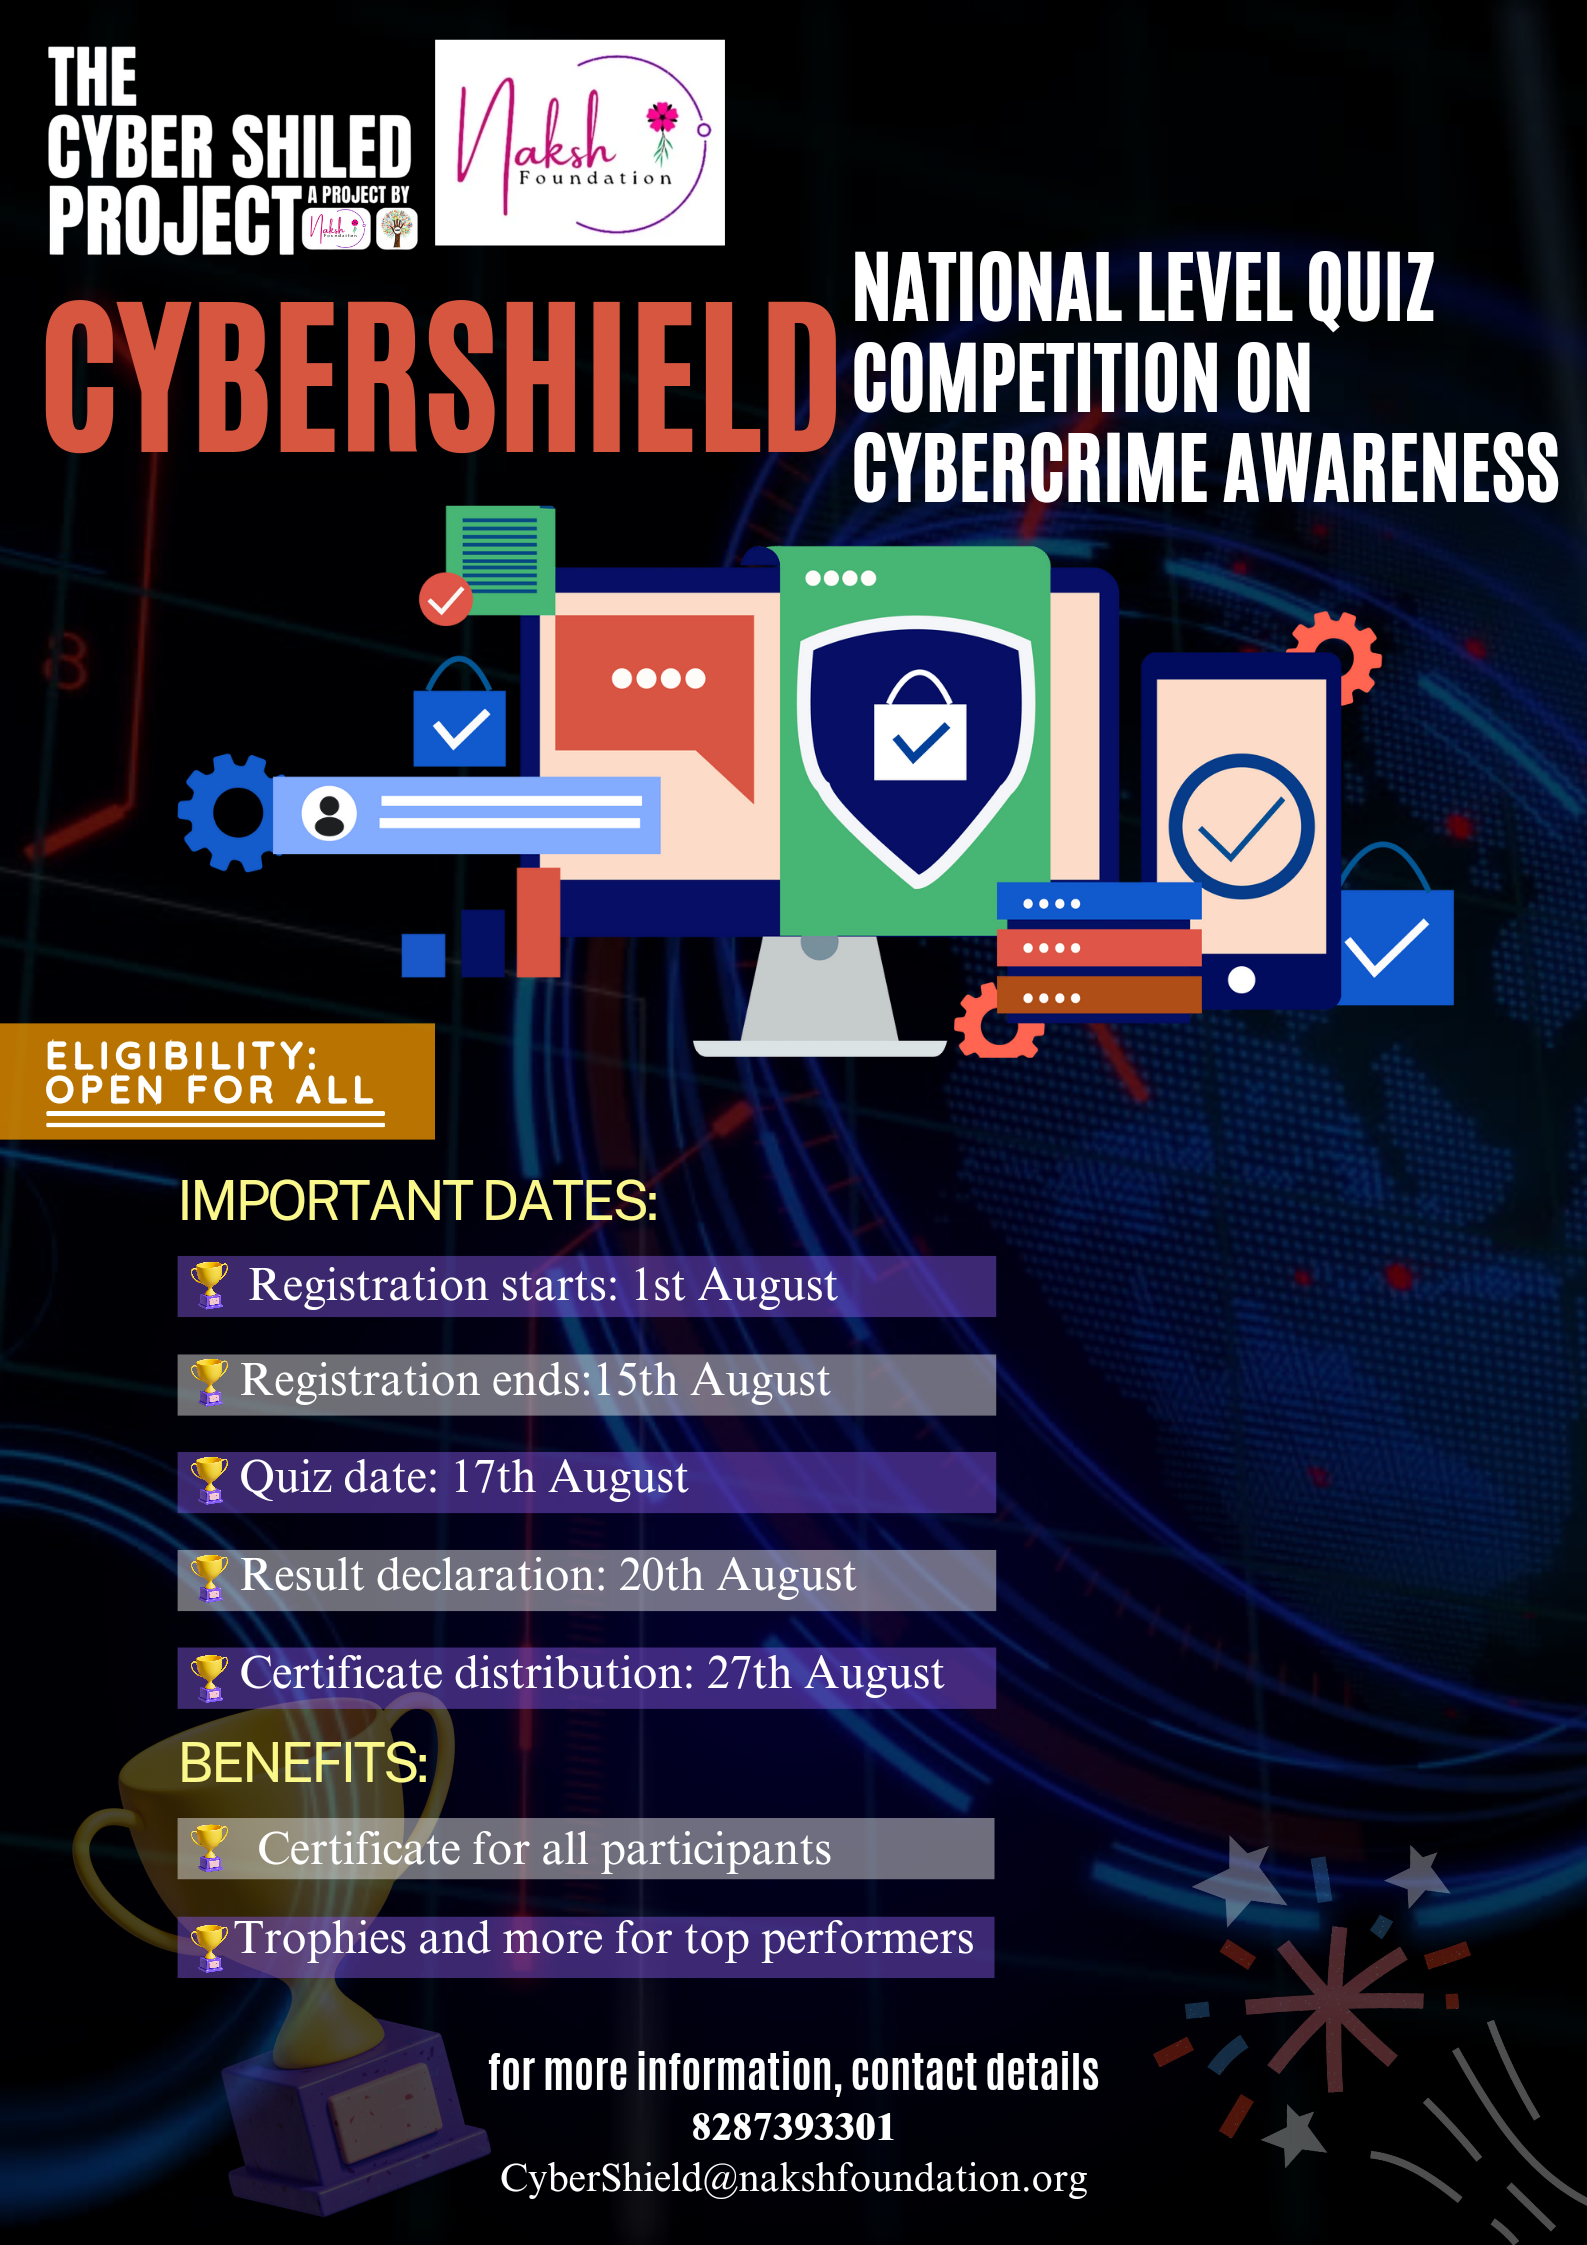 THE
CYBER SHILED
PROJECT
A PROJECT BY
Naksh
Foundation
Naksh
Foundation
CYBERSHIELD
NATIONAL LEVEL QUIZ
COMPETITION ON
CYBERCRIME AWARENESS
8
ELIGIBILITY:
OPEN FOR ALL
IMPORTANT DATES:
Registration starts: 1st August
Registration ends:15th August
Quiz date: 17th August
Result declaration: 20th August
Certificate distribution: 27th August
BENEFITS:
Certificate for all participants
Trophies and more for top performers
for more information, contact details
8287393301
CyberShield@nakshfoundation.org